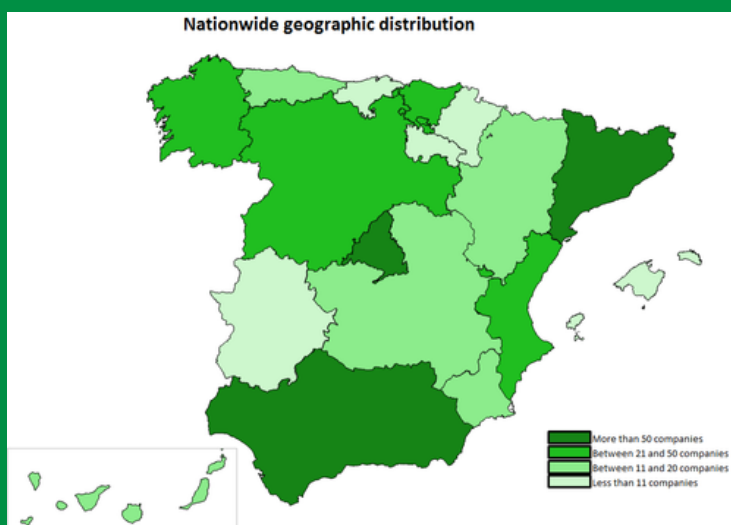 Nationwide geographic distribution
More than 50 companies
Between 21 and 50 companies
Between 11 and 20 companies
Less than 11 companies